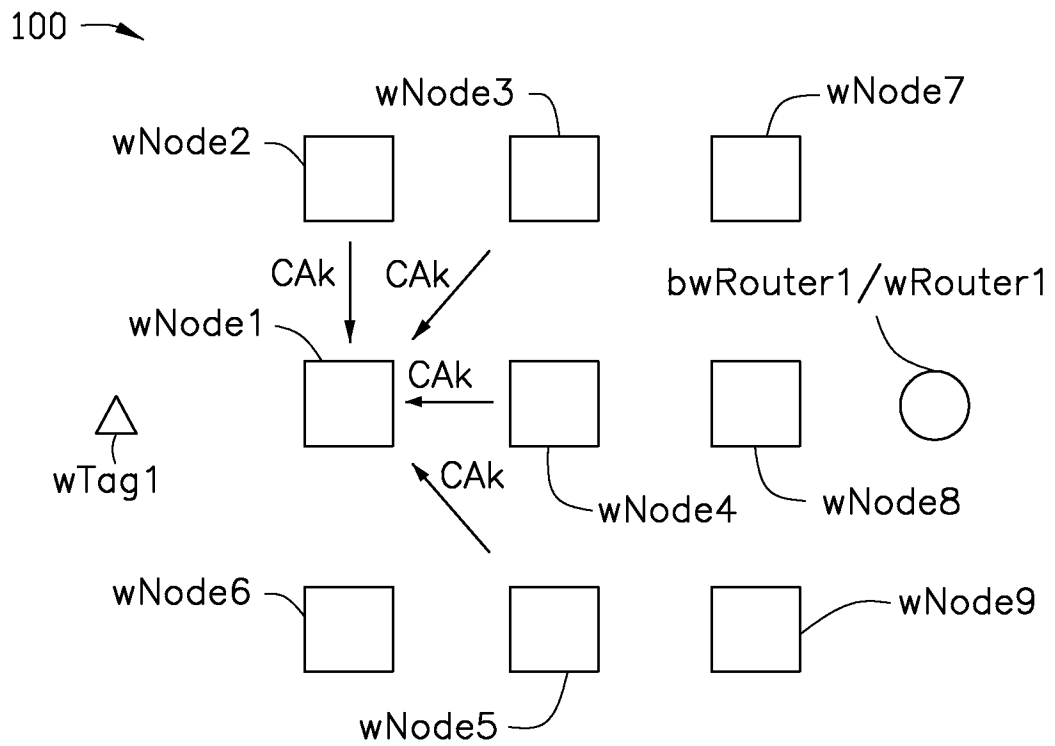 100
wNode3
wNode7
wNode2
CAk
CAk
bwRouter1/wRouter1
wNode1
CAk
CAk
wTag1
wNode4
wNode8
wNode6
wNode9
wNode5